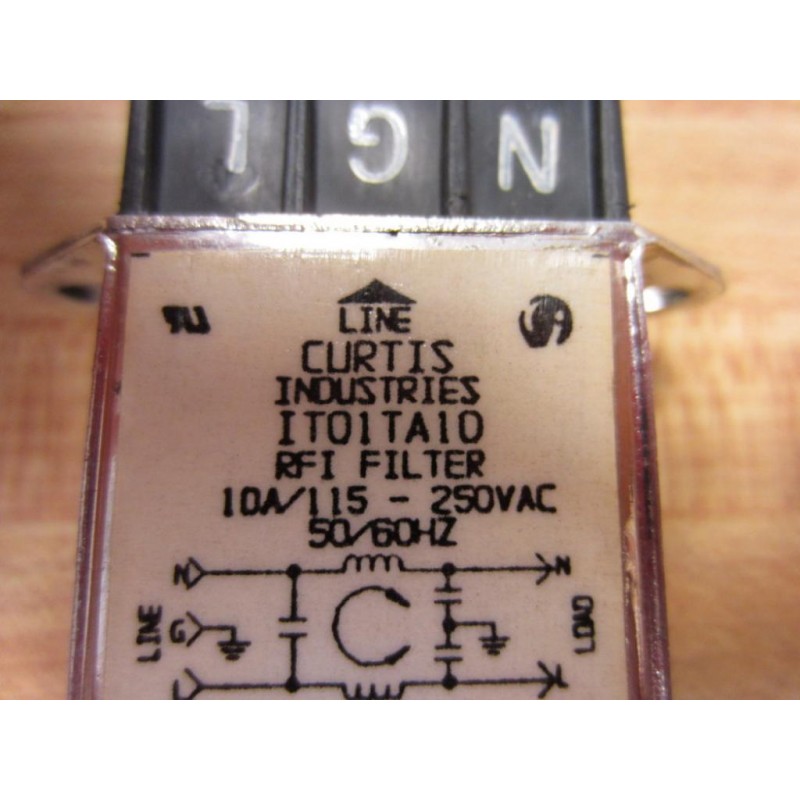 L G N
LINE
CURTIS
INDUSTRIES
IT01TA10
RFI FILTER
10A/115 - 250VAC
50/60HZ
N N
LINE G LOAD
L L